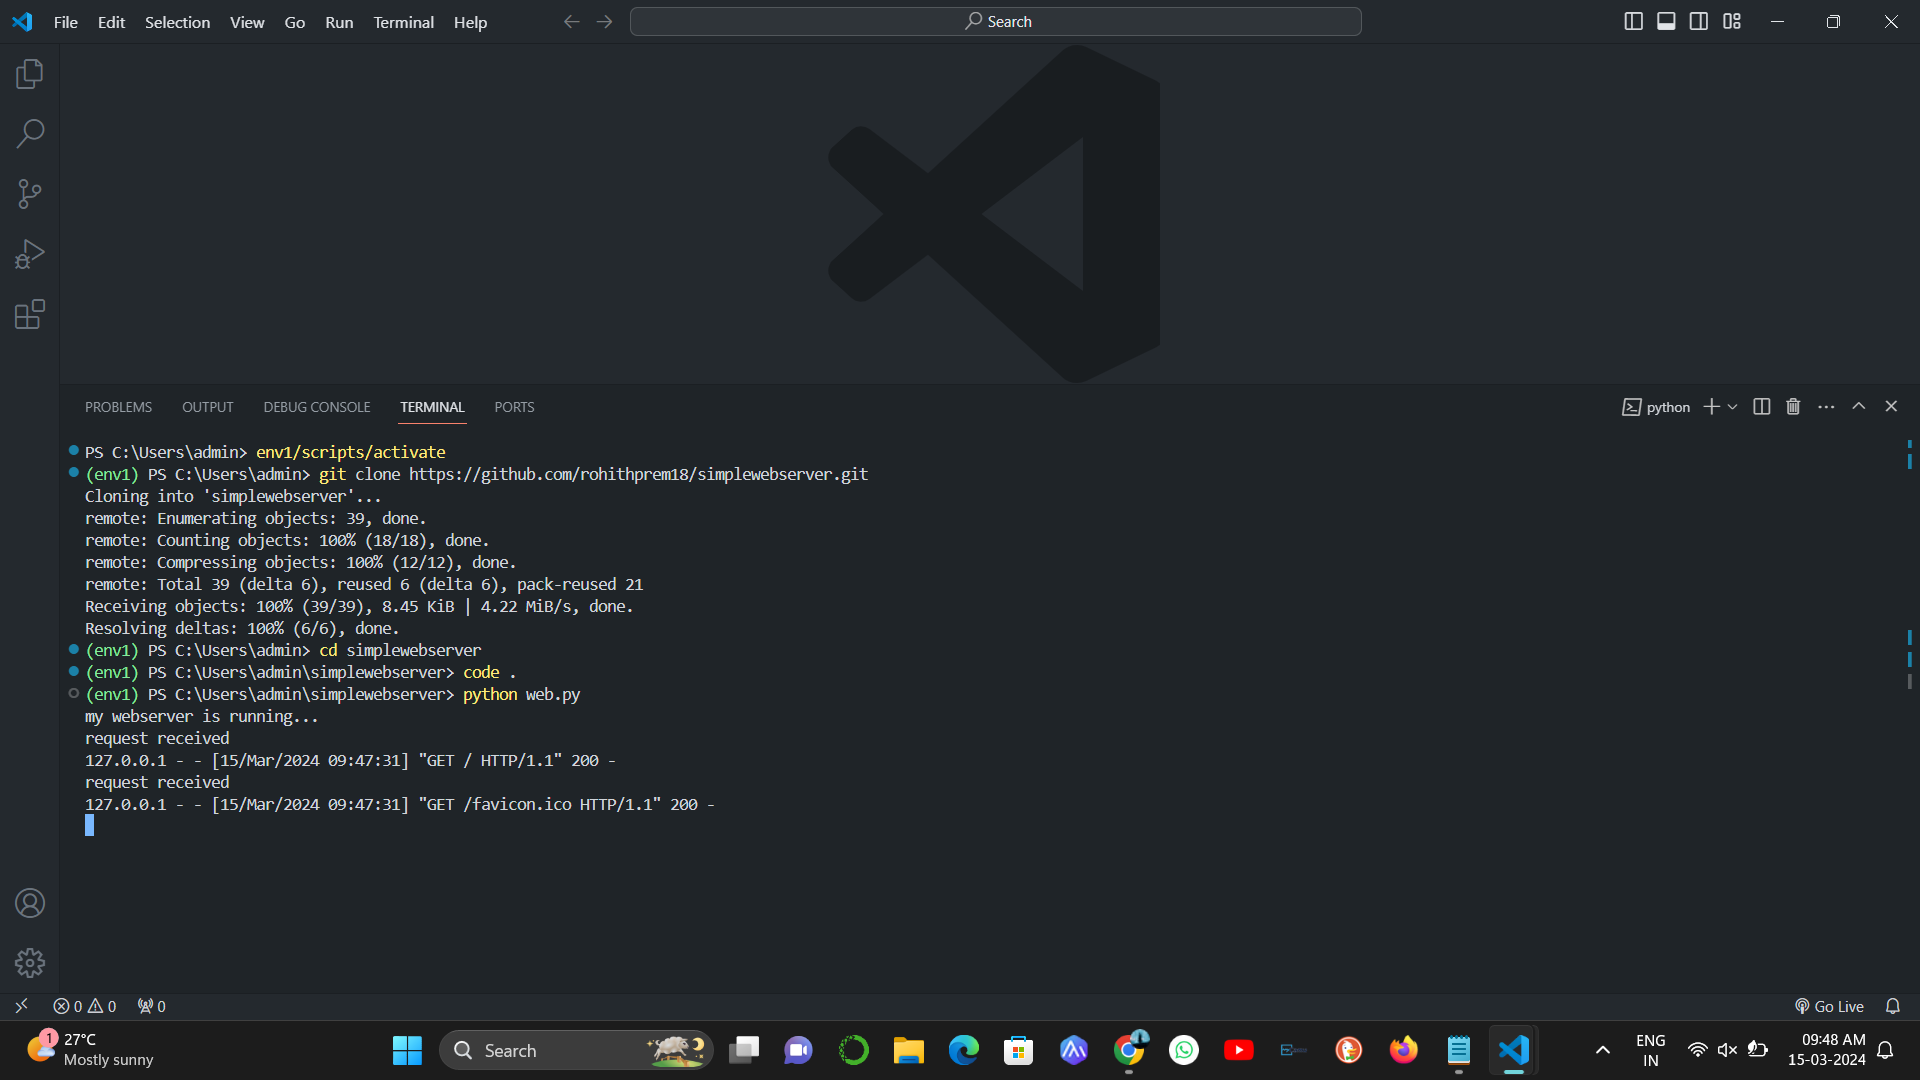 File Edit Selection View Go Run Terminal Help
Search
PROBLEMS OUTPUT DEBUG CONSOLE TERMINAL PORTS
python
PS C:\Users\admin> env1/scripts/activate
(env1) PS C:\Users\admin> git clone https://github.com/rohithprem18/simplewebserver.git
Cloning into 'simplewebserver'...
remote: Enumerating objects: 39, done.
remote: Counting objects: 100% (18/18), done.
remote: Compressing objects: 100% (12/12), done.
remote: Total 39 (delta 6), reused 6 (delta 6), pack-reused 21
Receiving objects: 100% (39/39), 8.45 KiB | 4.22 MiB/s, done.
Resolving deltas: 100% (6/6), done.
(env1) PS C:\Users\admin> cd simplewebserver
(env1) PS C:\Users\admin\simplewebserver> code .
(env1) PS C:\Users\admin\simplewebserver> python web.py
my webserver is running...
request received
127.0.0.1 - - [15/Mar/2024 09:47:31] "GET / HTTP/1.1" 200 -
request received
127.0.0.1 - - [15/Mar/2024 09:47:31] "GET /favicon.ico HTTP/1.1" 200 -
0 0 0
Go Live
1
27°C
Mostly sunny
Search
ENG
IN
09:48 AM
15-03-2024